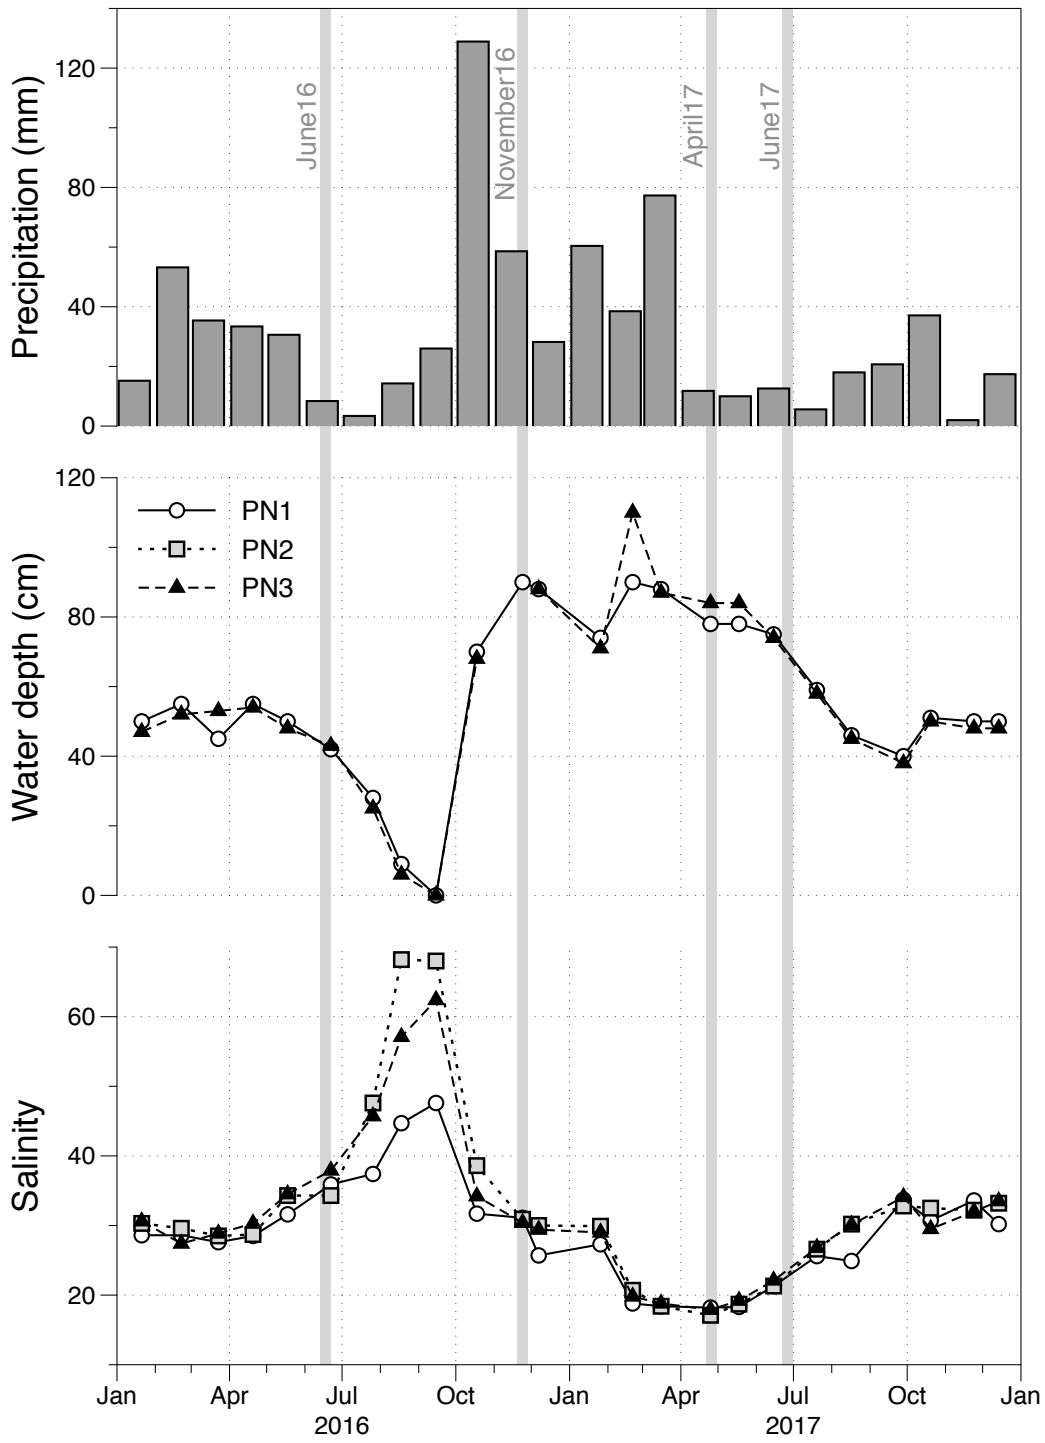 Precipitation (mm)
120
80
40
0
June16
November16
April17
June17
Water depth (cm)
120
80
40
0
PN1
PN2
PN3
Salinity
60
40
20
Jan Apr Jul Oct Jan Apr Jul Oct Jan
2016 2017